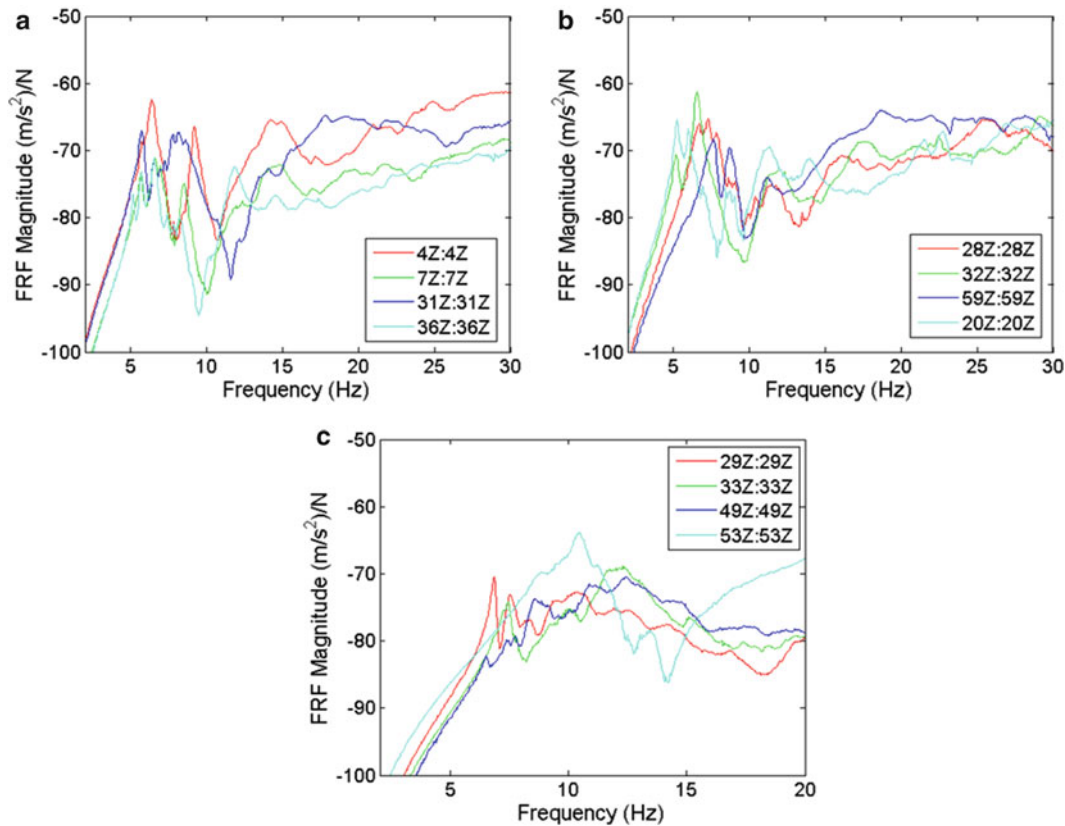 a
-50
-60
-70
-80
-90
-100
FRF Magnitude (m/s²)/N
5 10 15 20 25 30
Frequency (Hz)
4Z:4Z
7Z:7Z
31Z:31Z
36Z:36Z
b
-50
-60
-70
-80
-90
-100
FRF Magnitude (m/s²)/N
5 10 15 20 25 30
Frequency (Hz)
28Z:28Z
32Z:32Z
59Z:59Z
20Z:20Z
c
-50
-60
-70
-80
-90
-100
FRF Magnitude (m/s²)/N
5 10 15 20
Frequency (Hz)
29Z:29Z
33Z:33Z
49Z:49Z
53Z:53Z